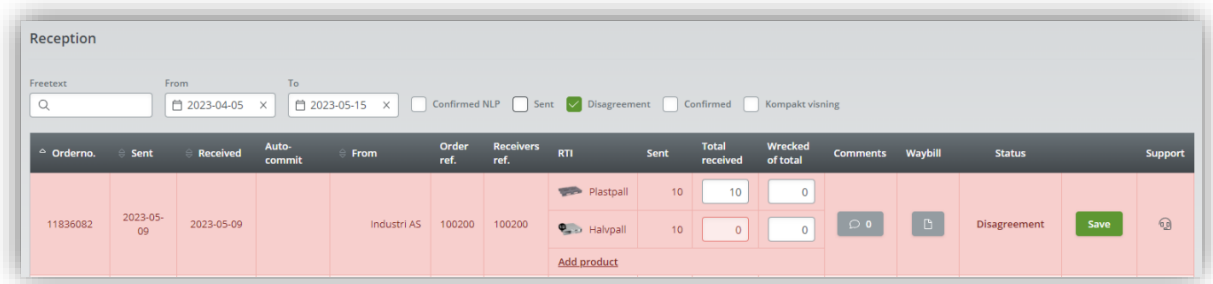 Reception
Freetext From To
2023-04-05 × 2023-05-15 × Confirmed NLP Sent Disagreement Confirmed Kompakt visning
Orderno. Sent Received Auto-commit From Order ref. Receivers ref. RTI Sent Total received Wrecked of total Comments Waybill Status Support
Plastpall 10 10 0
11836082 2023-05-09 2023-05-09 Industri AS 100200 100200 0 Disagreement Save
Halvpall 10 0 0
Add product